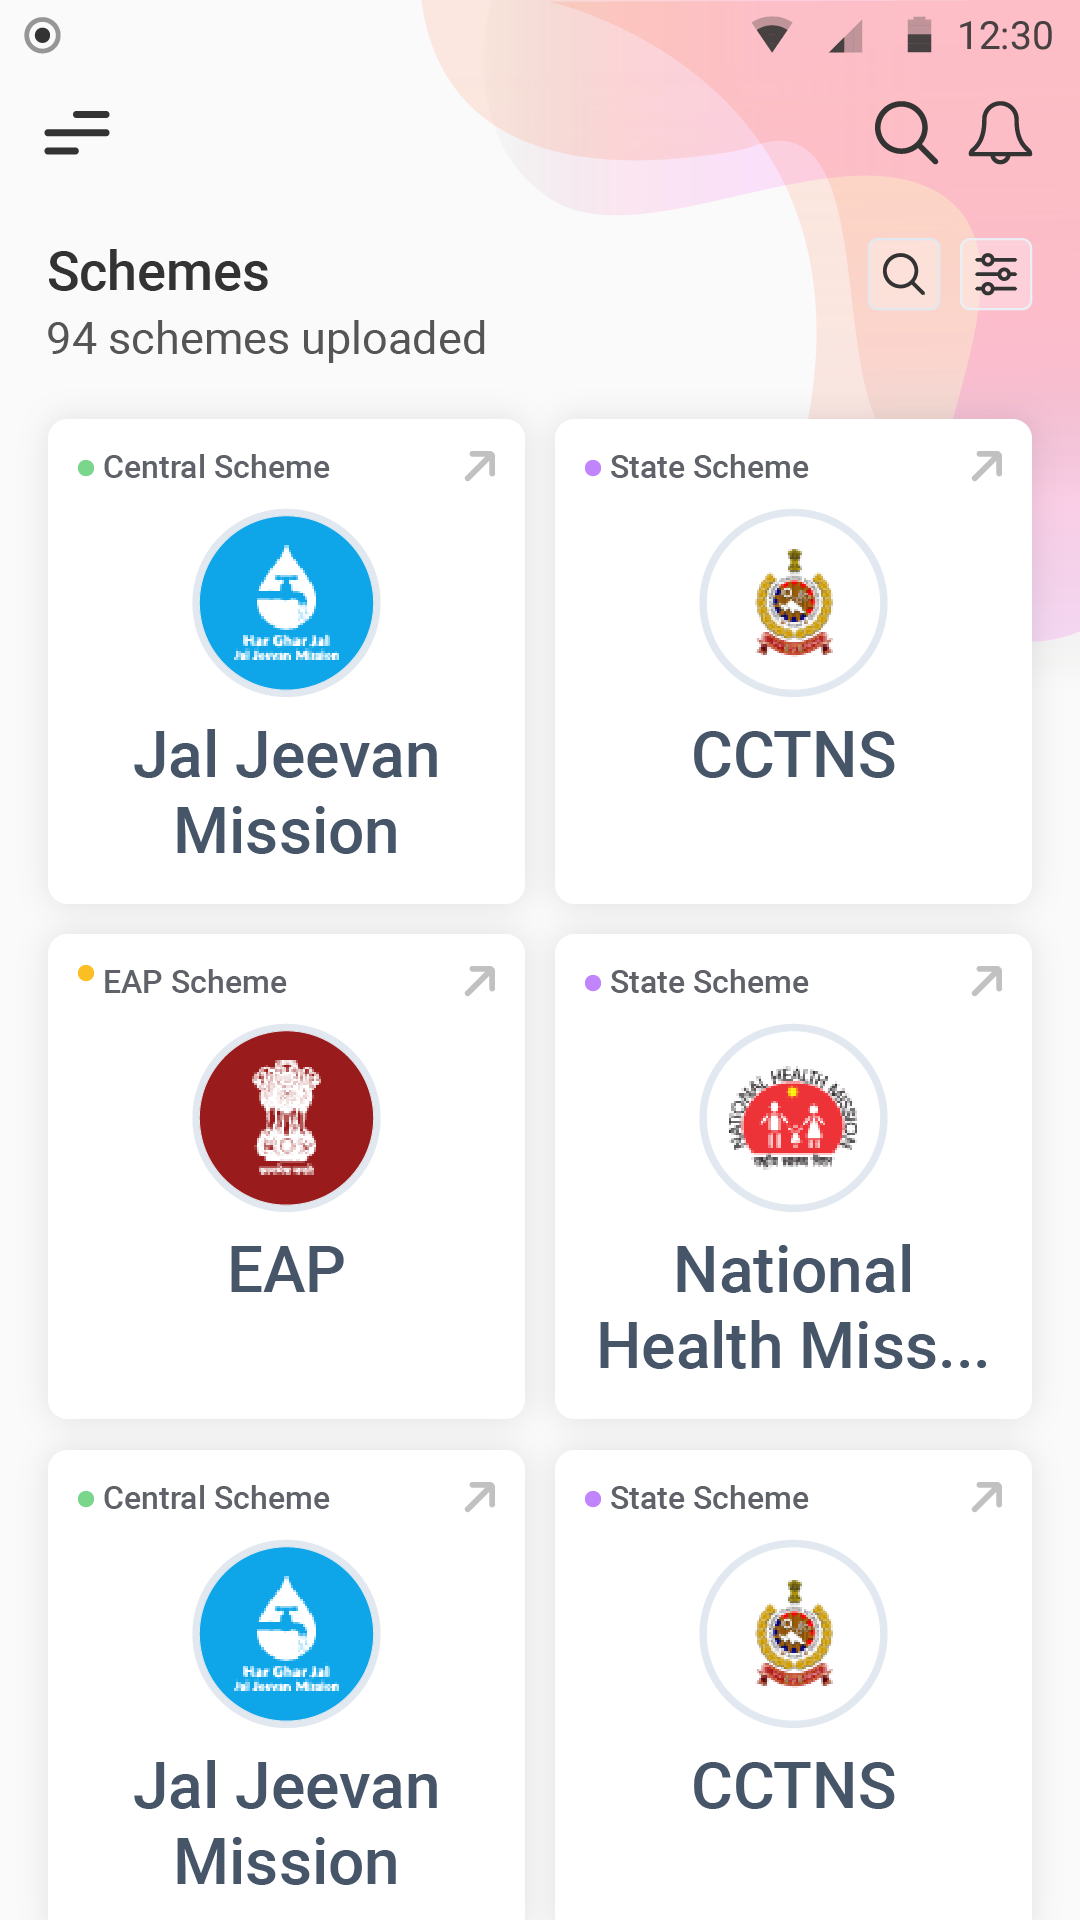 12:30
Schemes
94 schemes uploaded
Central Scheme
Har Ghar Jal
Jal Jeevan Mission
Jal Jeevan
Mission
State Scheme
CCTNS
EAP Scheme
EAP
State Scheme
NATIONAL HEALTH MISSION
National
Health Miss...
Central Scheme
Har Ghar Jal
Jal Jeevan Mission
Jal Jeevan
Mission
State Scheme
CCTNS